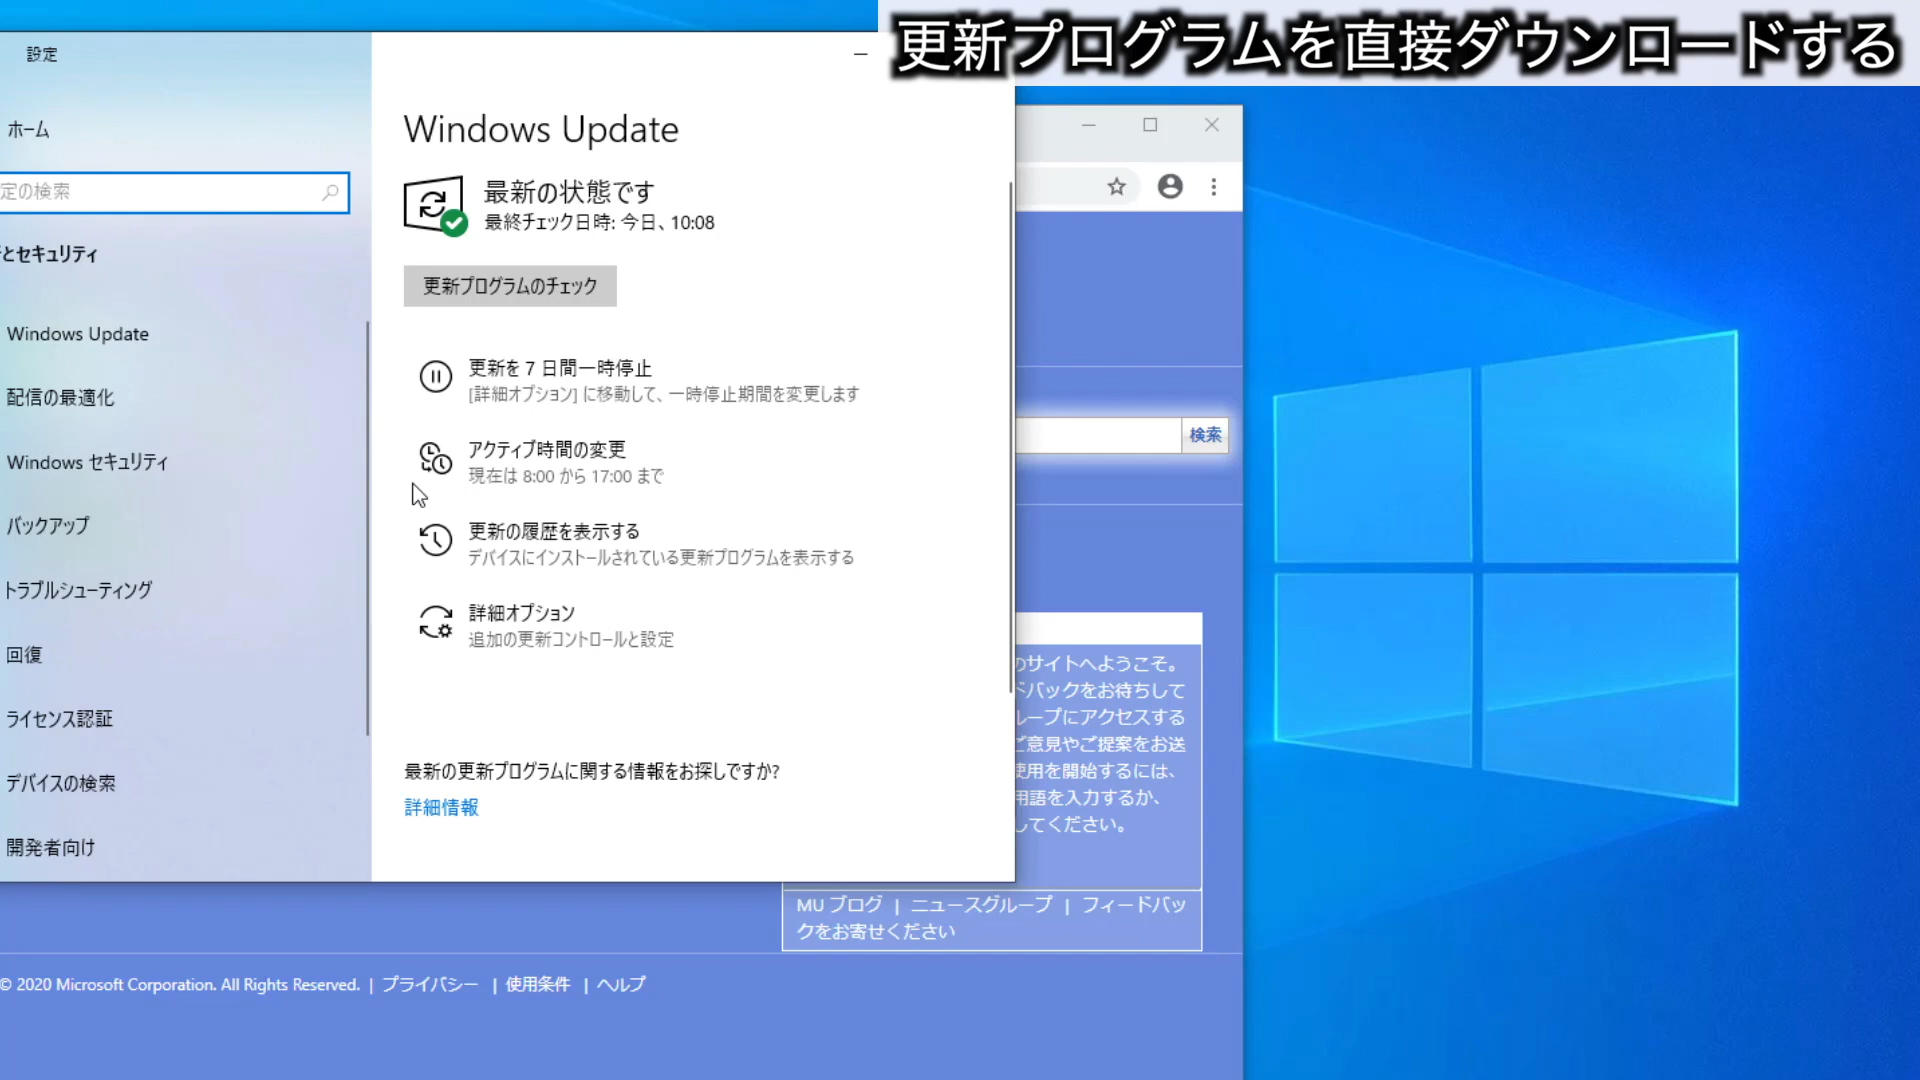 更新プログラムを直接ダウンロードする
設定
ホーム
定の検索
とセキュリティ
Windows Update
配信の最適化
Windows セキュリティ
バックアップ
トラブルシューティング
回復
ライセンス認証
デバイスの検索
開発者向け
Windows Update
最新の状態です
最終チェック日時: 今日、10:08
更新プログラムのチェック
更新を 7 日間一時停止
[詳細オプション] に移動して、一時停止期間を変更します
アクティブ時間の変更
現在は 8:00 から 17:00 まで
更新の履歴を表示する
デバイスにインストールされている更新プログラムを表示する
詳細オプション
追加の更新コントロールと設定
最新の更新プログラムに関する情報をお探しですか?
詳細情報
検索
のサイトへようこそ。
ドバックをお待ちして
ループにアクセスする
ご意見やご提案をお送
使用を開始するには、
用語を入力するか、
してください。
MU ブログ | ニュースグループ | フィードバッ
クをお寄せください
© 2020 Microsoft Corporation. All Rights Reserved. | プライバシー | 使用条件 | ヘルプ